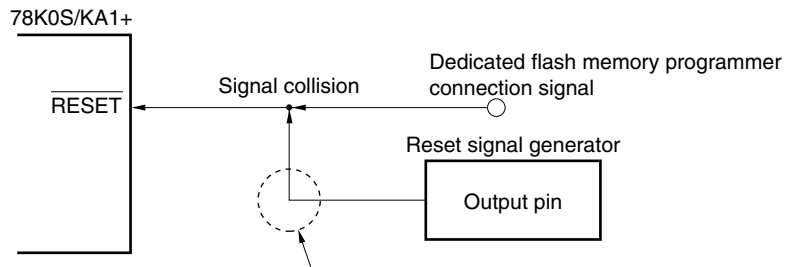 78K0S/KA1+
Dedicated flash memory programmer
connection signal
Signal collision
RESET
Reset signal generator
Output pin